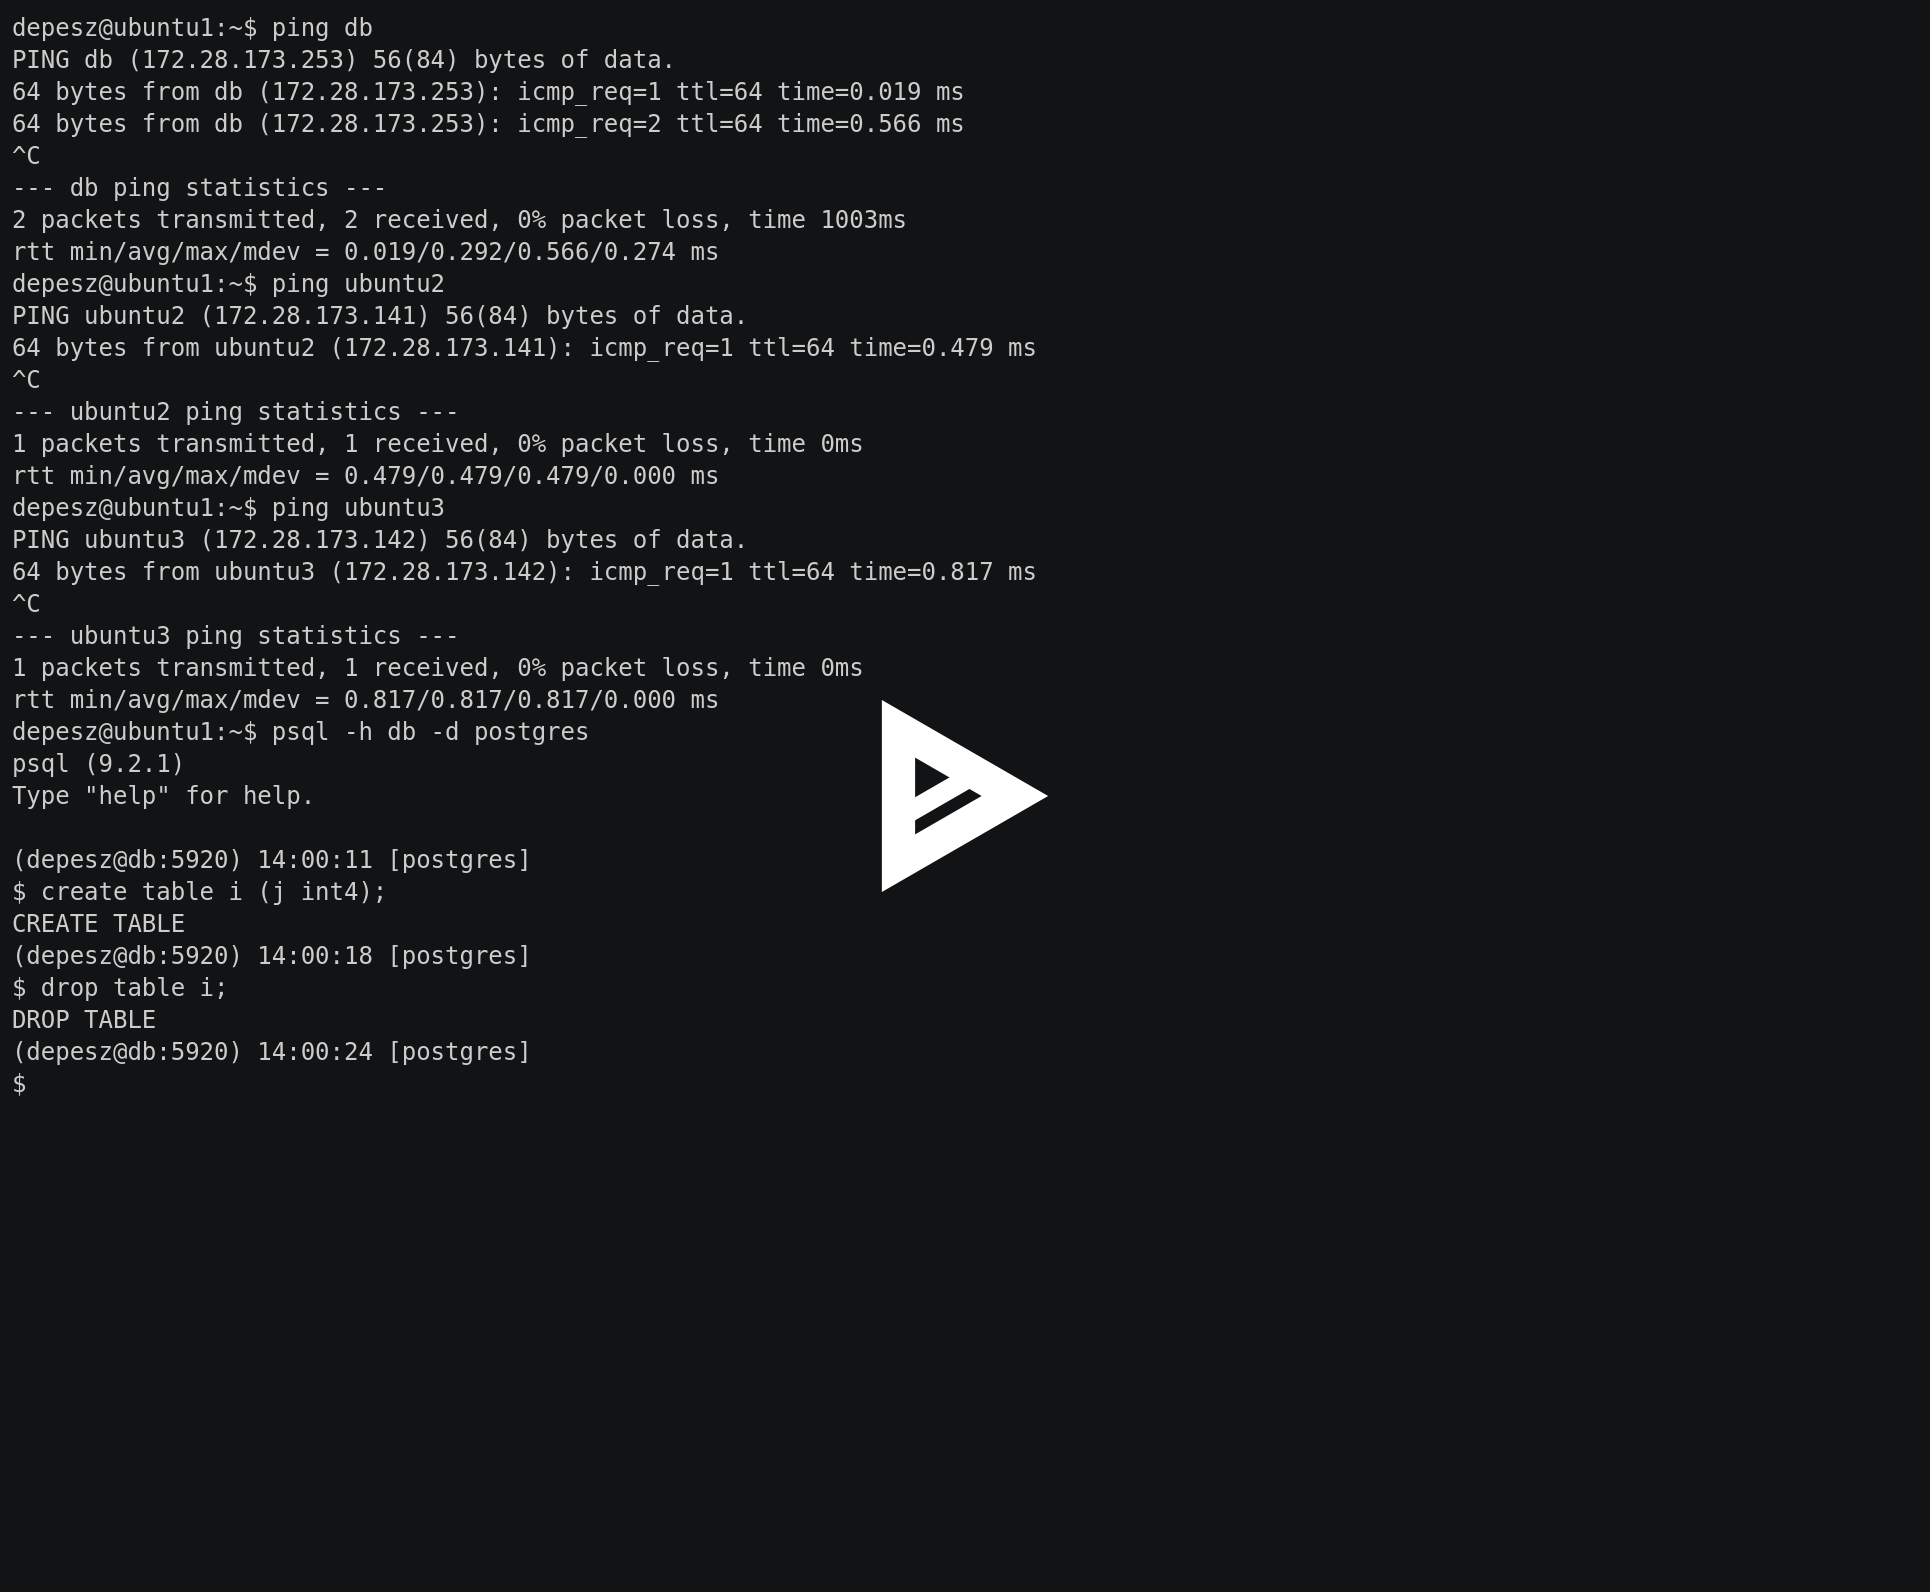 depesz@ubuntu1:~$ ping db
PING db (172.28.173.253) 56(84) bytes of data.
64 bytes from db (172.28.173.253): icmp_req=1 ttl=64 time=0.019 ms
64 bytes from db (172.28.173.253): icmp_req=2 ttl=64 time=0.566 ms
^C
--- db ping statistics ---
2 packets transmitted, 2 received, 0% packet loss, time 1003ms
rtt min/avg/max/mdev = 0.019/0.292/0.566/0.274 ms
depesz@ubuntu1:~$ ping ubuntu2
PING ubuntu2 (172.28.173.141) 56(84) bytes of data.
64 bytes from ubuntu2 (172.28.173.141): icmp_req=1 ttl=64 time=0.479 ms
^C
--- ubuntu2 ping statistics ---
1 packets transmitted, 1 received, 0% packet loss, time 0ms
rtt min/avg/max/mdev = 0.479/0.479/0.479/0.000 ms
depesz@ubuntu1:~$ ping ubuntu3
PING ubuntu3 (172.28.173.142) 56(84) bytes of data.
64 bytes from ubuntu3 (172.28.173.142): icmp_req=1 ttl=64 time=0.817 ms
^C
--- ubuntu3 ping statistics ---
1 packets transmitted, 1 received, 0% packet loss, time 0ms
rtt min/avg/max/mdev = 0.817/0.817/0.817/0.000 ms
depesz@ubuntu1:~$ psql -h db -d postgres
psql (9.2.1)
Type "help" for help.

(depesz@db:5920) 14:00:11 [postgres]
$ create table i (j int4);
CREATE TABLE
(depesz@db:5920) 14:00:18 [postgres]
$ drop table i;
DROP TABLE
(depesz@db:5920) 14:00:24 [postgres]
$